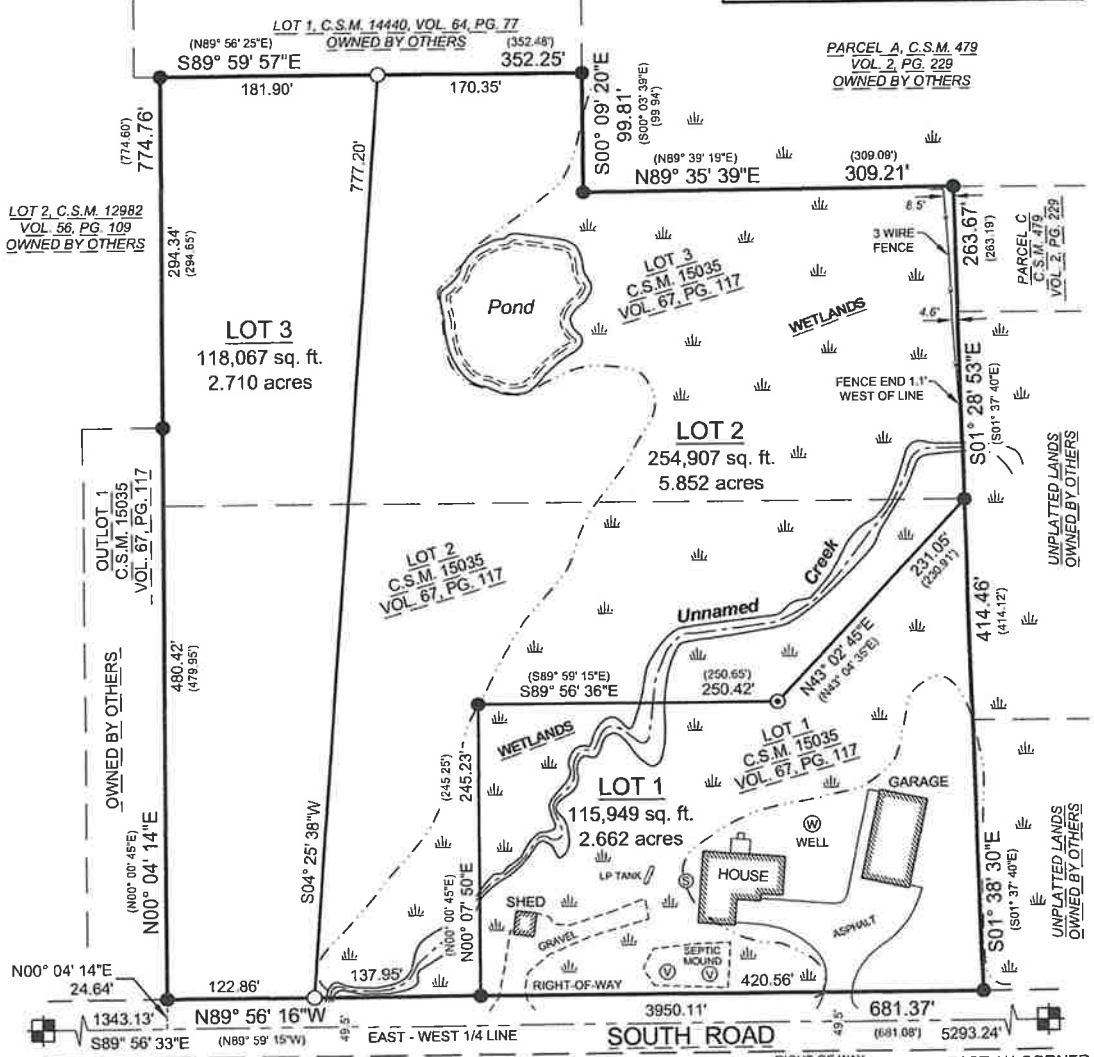 LOT 1, C.S.M. 14440, VOL. 64, PG. 77
OWNED BY OTHERS
(N89° 56' 25"E)
(352.48')
S89° 59' 57"E
352.25'
181.90'
170.35'
PARCEL A, C.S.M. 479
VOL. 2, PG. 229
OWNED BY OTHERS
S00° 09' 20"E
99.81'
(S00° 03' 39"E)
(99.94')
(N89° 39' 19"E)
(309.09')
N89° 35' 39"E
309.21'
(774.60')
774.76'
777.20'
LOT 2, C.S.M. 12982
VOL. 56, PG. 109
OWNED BY OTHERS
294.34'
(294.65')
8.5'
3 WIRE
FENCE
263.67'
(263.19')
PARCEL C
C.S.M. 479
VOL. 2, PG. 229
LOT 3
C.S.M. 15035
VOL. 67, PG. 117
Pond
WETLANDS
4.6'
LOT 3
118,067 sq. ft.
2.710 acres
FENCE END 1.1'
WEST OF LINE
S01° 28' 53"E
(S01° 37' 40"E)
LOT 2
254,907 sq. ft.
5.852 acres
OUTLOT 1
C.S.M. 15035
VOL. 67, PG. 117
UNPLATTED LANDS
OWNED BY OTHERS
LOT 2
C.S.M. 15035
VOL. 67, PG. 117
Unnamed
Creek
231.05'
(230.91')
N43° 02' 45"E
(N43° 04' 35"E)
414.46'
(414.12')
480.42'
(479.95')
OWNED BY OTHERS
(S89° 59' 15"E)
(250.65')
S89° 56' 36"E
250.42'
WETLANDS
(245.25')
245.23'
LOT 1
C.S.M. 15035
VOL. 67, PG. 117
LOT 1
115,949 sq. ft.
2.662 acres
GARAGE
W
WELL
LP TANK
S
HOUSE
SHED
GRAVEL
ASPHALT
SEPTIC
MOUND
V
V
RIGHT-OF-WAY
S04° 25' 38"W
(N00° 00' 45"E)
N00° 04' 14"E
(N00° 00' 45"E)
N00° 07' 50"E
S01° 38' 30"E
(S01° 37' 40"E)
UNPLATTED LANDS
OWNED BY OTHERS
N00° 04' 14"E
24.64'
122.86'
137.95'
420.56'
1343.13'
S89° 56' 33"E
N89° 56' 16"W
(N89° 59' 15"W)
49.5'
EAST - WEST 1/4 LINE
3950.11'
SOUTH ROAD
49.5'
681.37'
(681.08')
5293.24'